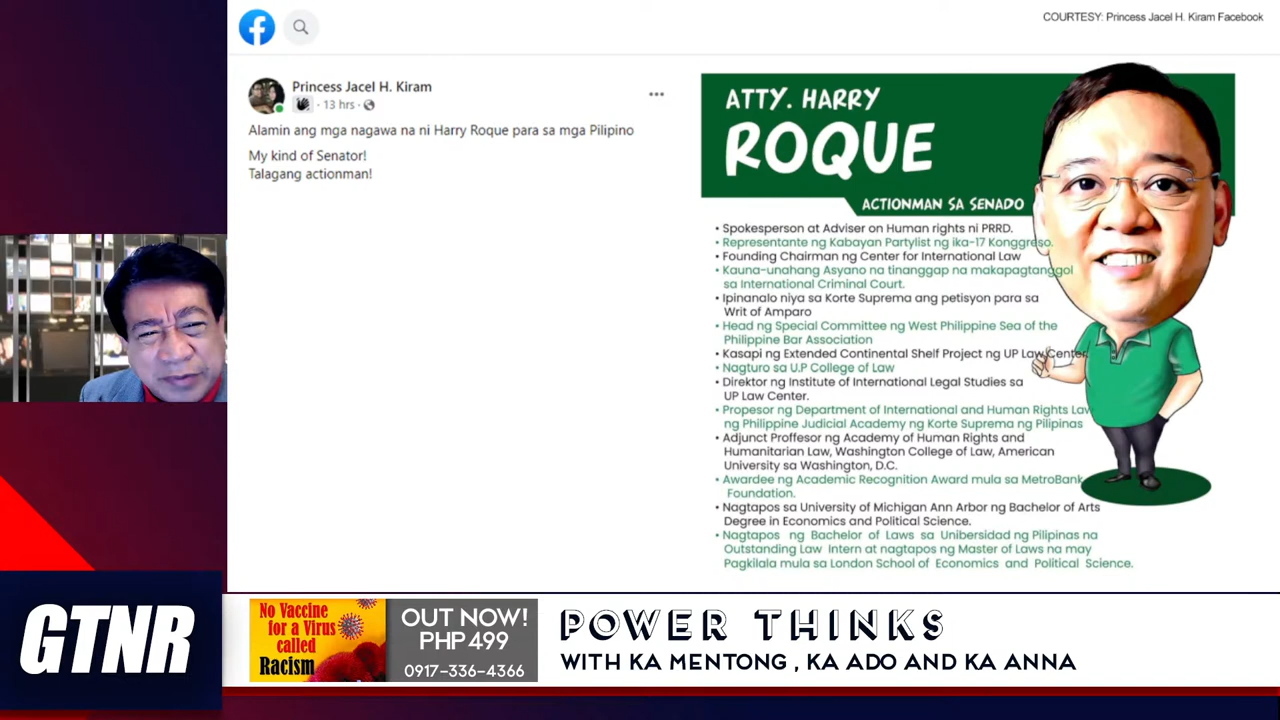 COURTESY: Princess Jacel H. Kiram Facebook
Princess Jacel H. Kiram
13 hrs
Alamin ang mga nagawa na ni Harry Roque para sa mga Pilipino
My kind of Senator!
Talagang actionman!
ATTY. HARRY
ROQUE
ACTIONMAN SA SENADO
• Spokesperson at Adviser on Human rights ni PRRD.
• Representante ng Kabayan Partylist ng ika-17 Konggreso.
• Founding Chairman ng Center for International Law
• Kauna-unahang Asyano na tinanggap na makapagtanggol
sa International Criminal Court.
• Ipinanalo niya sa Korte Suprema ang petisyon para sa
Writ of Amparo
• Head ng Special Committee ng West Philippine Sea of the
Philippine Bar Association
• Kasapi ng Extended Continental Shelf Project ng UP Law Center.
• Nagturo sa U.P College of Law
• Direktor ng Institute of International Legal Studies sa
UP Law Center.
• Propesor ng Department of International and Human Rights Law
ng Philippine Judicial Academy ng Korte Suprema ng Pilipinas
• Adjunct Proffesor ng Academy of Human Rights and
Humanitarian Law, Washington College of Law, American
University sa Washington, D.C.
• Awardee ng Academic Recognition Award mula sa MetroBank
Foundation.
• Nagtapos sa University of Michigan Ann Arbor ng Bachelor of Arts
Degree in Economics and Political Science.
• Nagtapos ng Bachelor of Laws sa Unibersidad ng Pilipinas na
Outstanding Law Intern at nagtapos ng Master of Laws na may
Pagkilala mula sa London School of Economics and Political Science.
GTNR
No Vaccine
for a Virus
called
Racism
OUT NOW!
PHP 499
0917-336-4366
POWER THINKS
WITH KA MENTONG , KA ADO AND KA ANNA